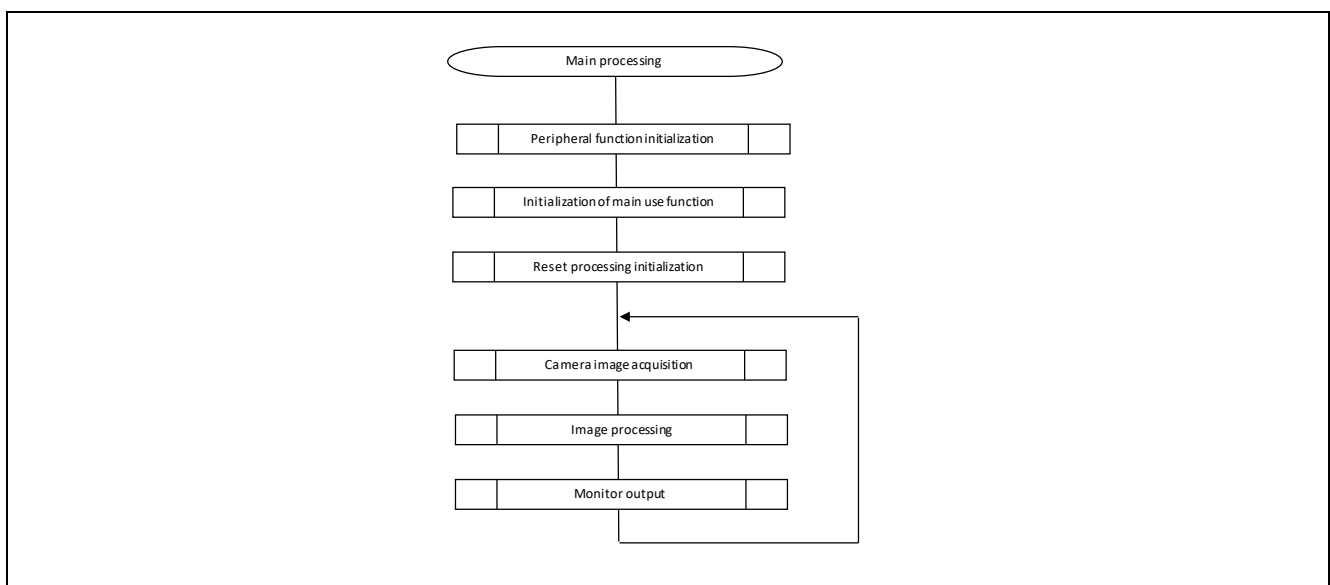 Main processing
Peripheral function initialization
Initialization of main use function
Reset processing initialization
Camera image acquisition
Image processing
Monitor output